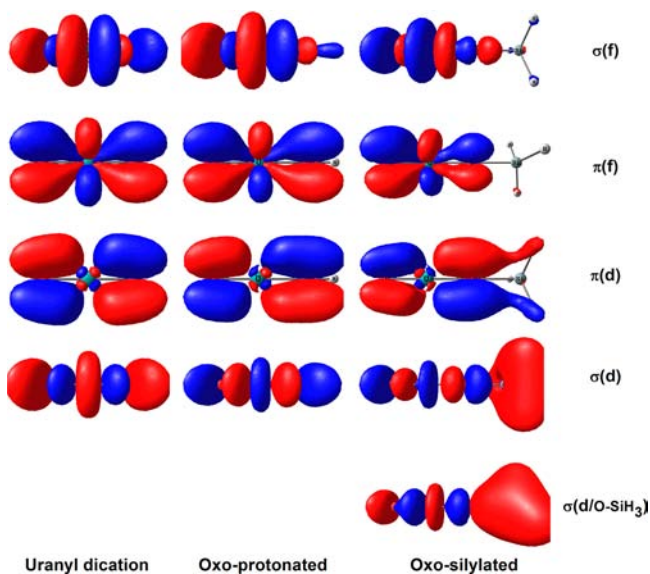 σ(f)
π(f)
π(d)
σ(d)
σ(d/O-SiH₃)
Uranyl dication Oxo-protonated Oxo-silylated